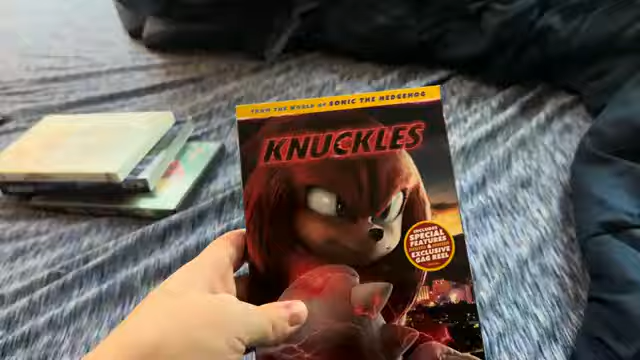 FROM THE WORLD OF SONIC THE HEDGEHOG
KNUCKLES
INCLUDES
SPECIAL
FEATURES
&
EXCLUSIVE
GAG REEL